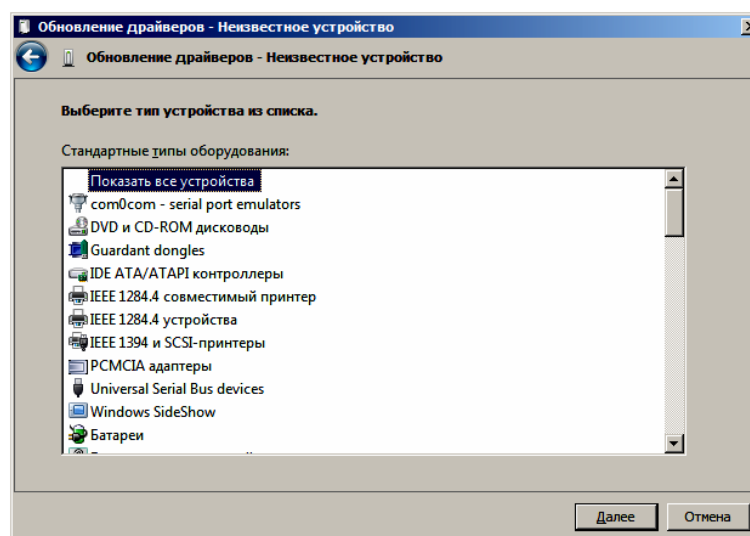 Обновление драйверов - Неизвестное устройство
Обновление драйверов - Неизвестное устройство
Выберите тип устройства из списка.
Стандартные типы оборудования:
Показать все устройства
com0com - serial port emulators
DVD и CD-ROM дисководы
Guardant dongles
IDE ATA/ATAPI контроллеры
IEEE 1284.4 совместимый принтер
IEEE 1284.4 устройства
IEEE 1394 и SCSI-принтеры
PCMCIA адаптеры
Universal Serial Bus devices
Windows SideShow
Батареи
Далее Отмена